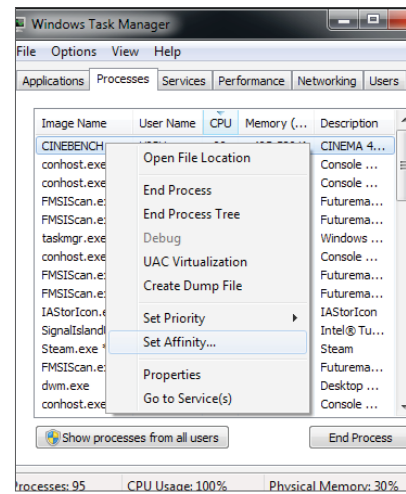 Windows Task Manager
File Options View Help
Applications Processes Services Performance Networking Users
Image Name User Name CPU Memory (... Description
CINEBENCH CINEMA 4...
conhost.exe Console ...
conhost.exe Console ...
FMSIScan.e Futurema...
FMSIScan.e Futurema...
taskmgr.exe Windows ...
conhost.exe Console ...
FMSIScan.e Futurema...
FMSIScan.e Futurema...
IAStorIcon.e IAStorIcon
SignalIsland Intel® Tu...
Steam.exe * Steam
FMSIScan.e Futurema...
dwm.exe Desktop ...
conhost.exe Console ...
Open File Location
End Process
End Process Tree
Debug
UAC Virtualization
Create Dump File
Set Priority
Set Affinity...
Properties
Go to Service(s)
Show processes from all users End Process
Processes: 95 CPU Usage: 100% Physical Memory: 30%